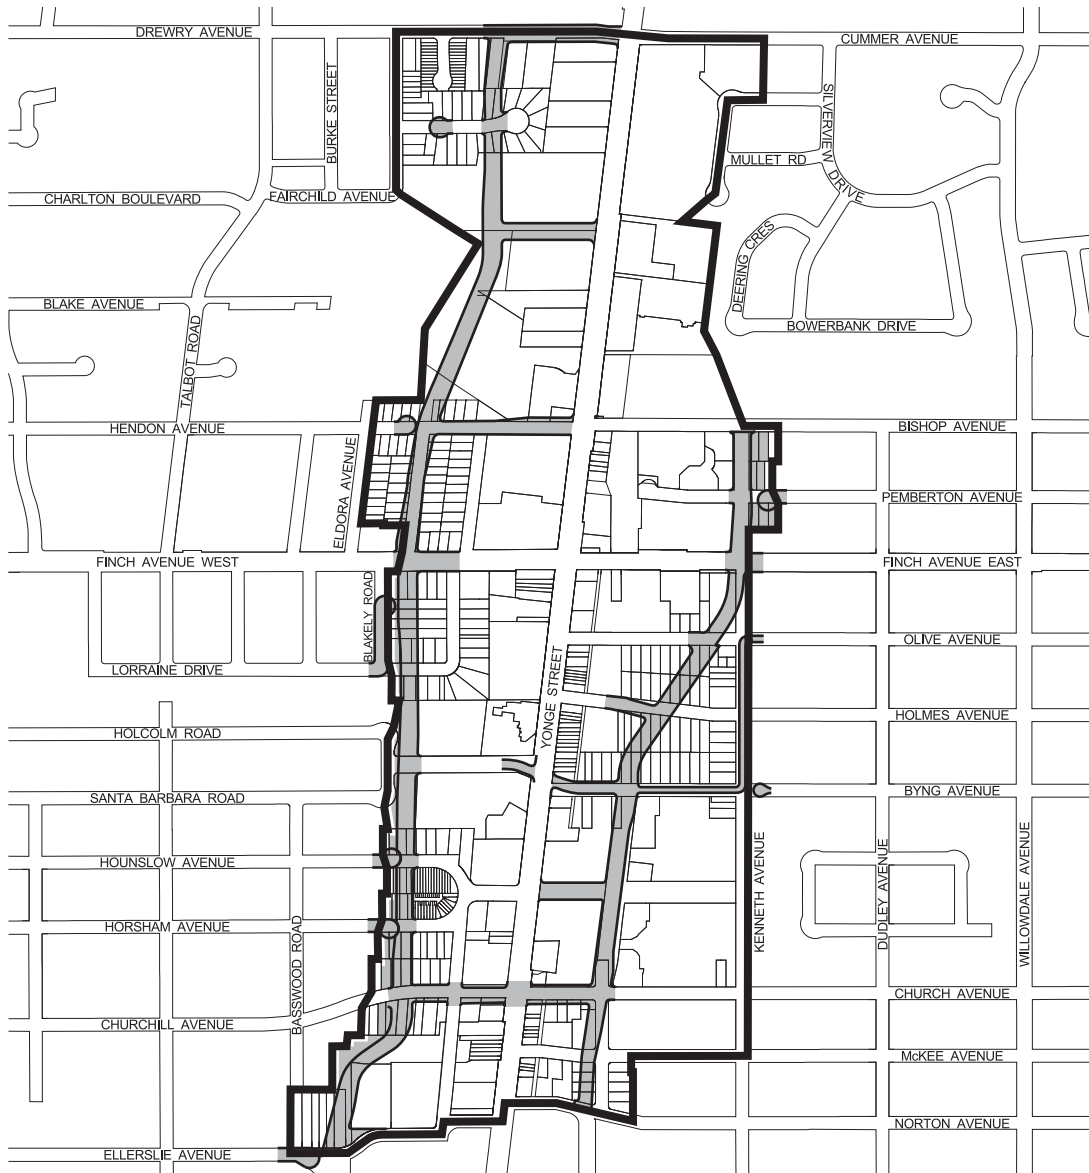 DREWRY AVENUE
CUMMER AVENUE
BURKE STREET
SILVERVIEW DRIVE
MULLET RD
CHARLTON BOULEVARD
FAIRCHILD AVENUE
DEERING CRES
BLAKE AVENUE
BOWERBANK DRIVE
TALBOT ROAD
HENDON AVENUE
BISHOP AVENUE
ELDORA AVENUE
PEMBERTON AVENUE
FINCH AVENUE WEST
FINCH AVENUE EAST
BLAKELY ROAD
OLIVE AVENUE
LORRAINE DRIVE
YONGE STREET
HOLMES AVENUE
HOLCOLM ROAD
SANTA BARBARA ROAD
BYNG AVENUE
HOUNSLOW AVENUE
KENNETH AVENUE
DUDLEY AVENUE
WILLOWDALE AVENUE
HORSHAM AVENUE
BASSWOOD ROAD
CHURCH AVENUE
CHURCHILL AVENUE
McKEE AVENUE
NORTON AVENUE
ELLERSLIE AVENUE